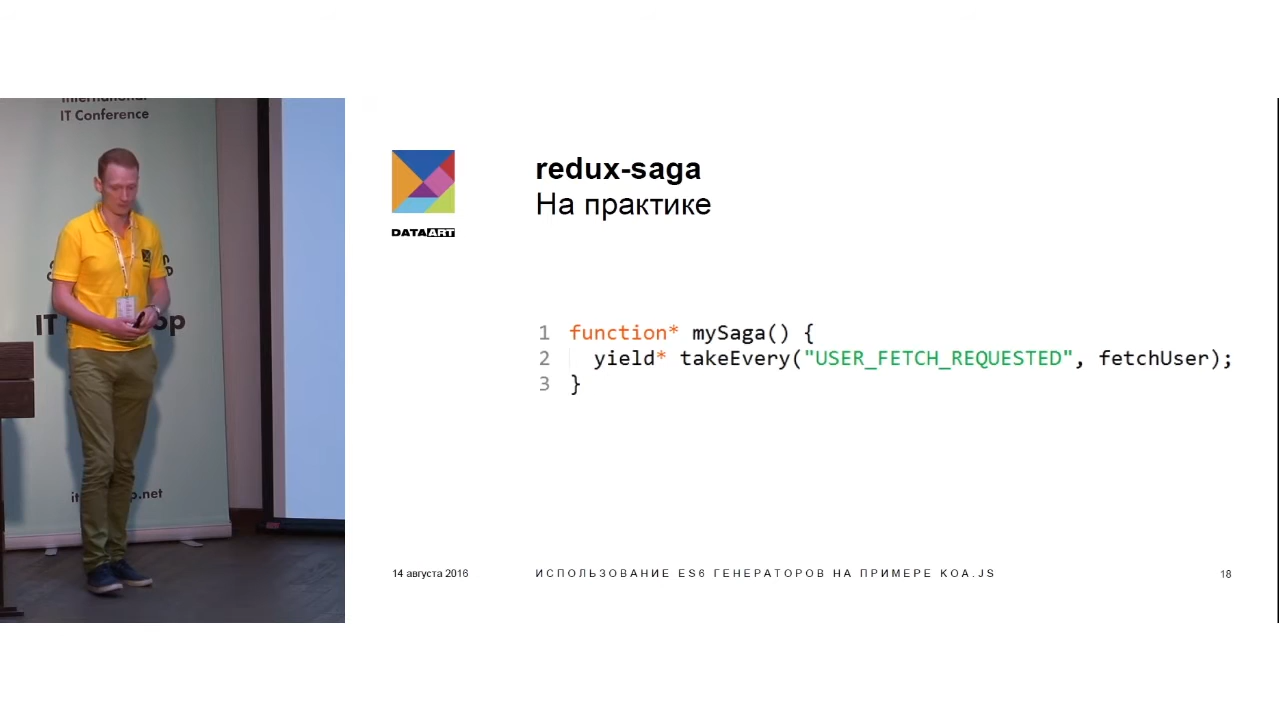 IT Conference
IT
op
it
p.net
DATAART
redux-saga
На практике
1 function* mySaga() {
2 yield* takeEvery("USER_FETCH_REQUESTED", fetchUser);
3 }
14 августа 2016
ИСПОЛЬЗОВАНИЕ ES6 ГЕНЕРАТОРОВ НА ПРИМЕРЕ KOA.JS
18